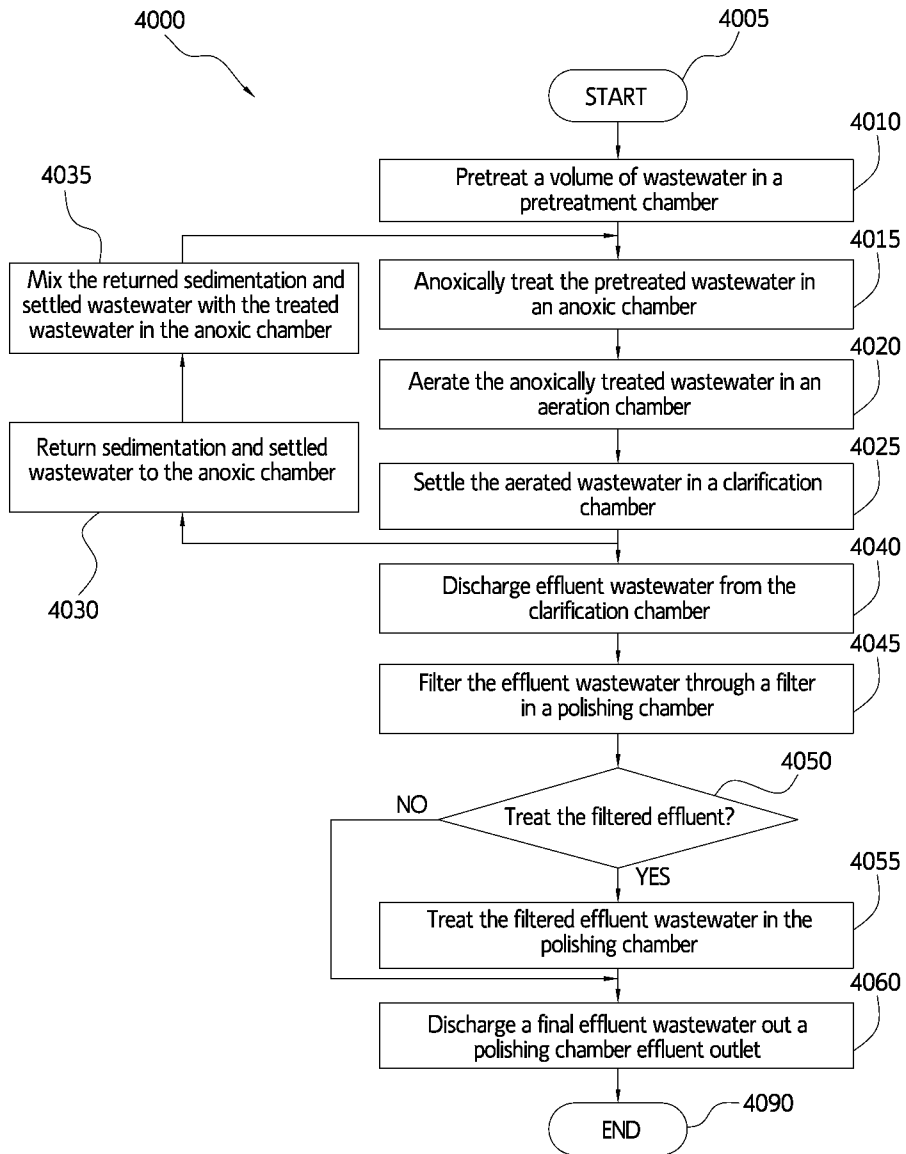 4000
4005
START
4010
Pretreat a volume of wastewater in a
pretreatment chamber
4035
4015
Mix the returned sedimentation and
settled wastewater with the treated
wastewater in the anoxic chamber
Anoxically treat the pretreated wastewater in
an anoxic chamber
4020
Aerate the anoxically treated wastewater in an
aeration chamber
Return sedimentation and settled
wastewater to the anoxic chamber
4025
Settle the aerated wastewater in a clarification
chamber
4030
4040
Discharge effluent wastewater from the
clarification chamber
4045
Filter the effluent wastewater through a filter
in a polishing chamber
4050
NO
Treat the filtered effluent?
YES
4055
Treat the filtered effluent wastewater in the
polishing chamber
4060
Discharge a final effluent wastewater out a
polishing chamber effluent outlet
4090
END